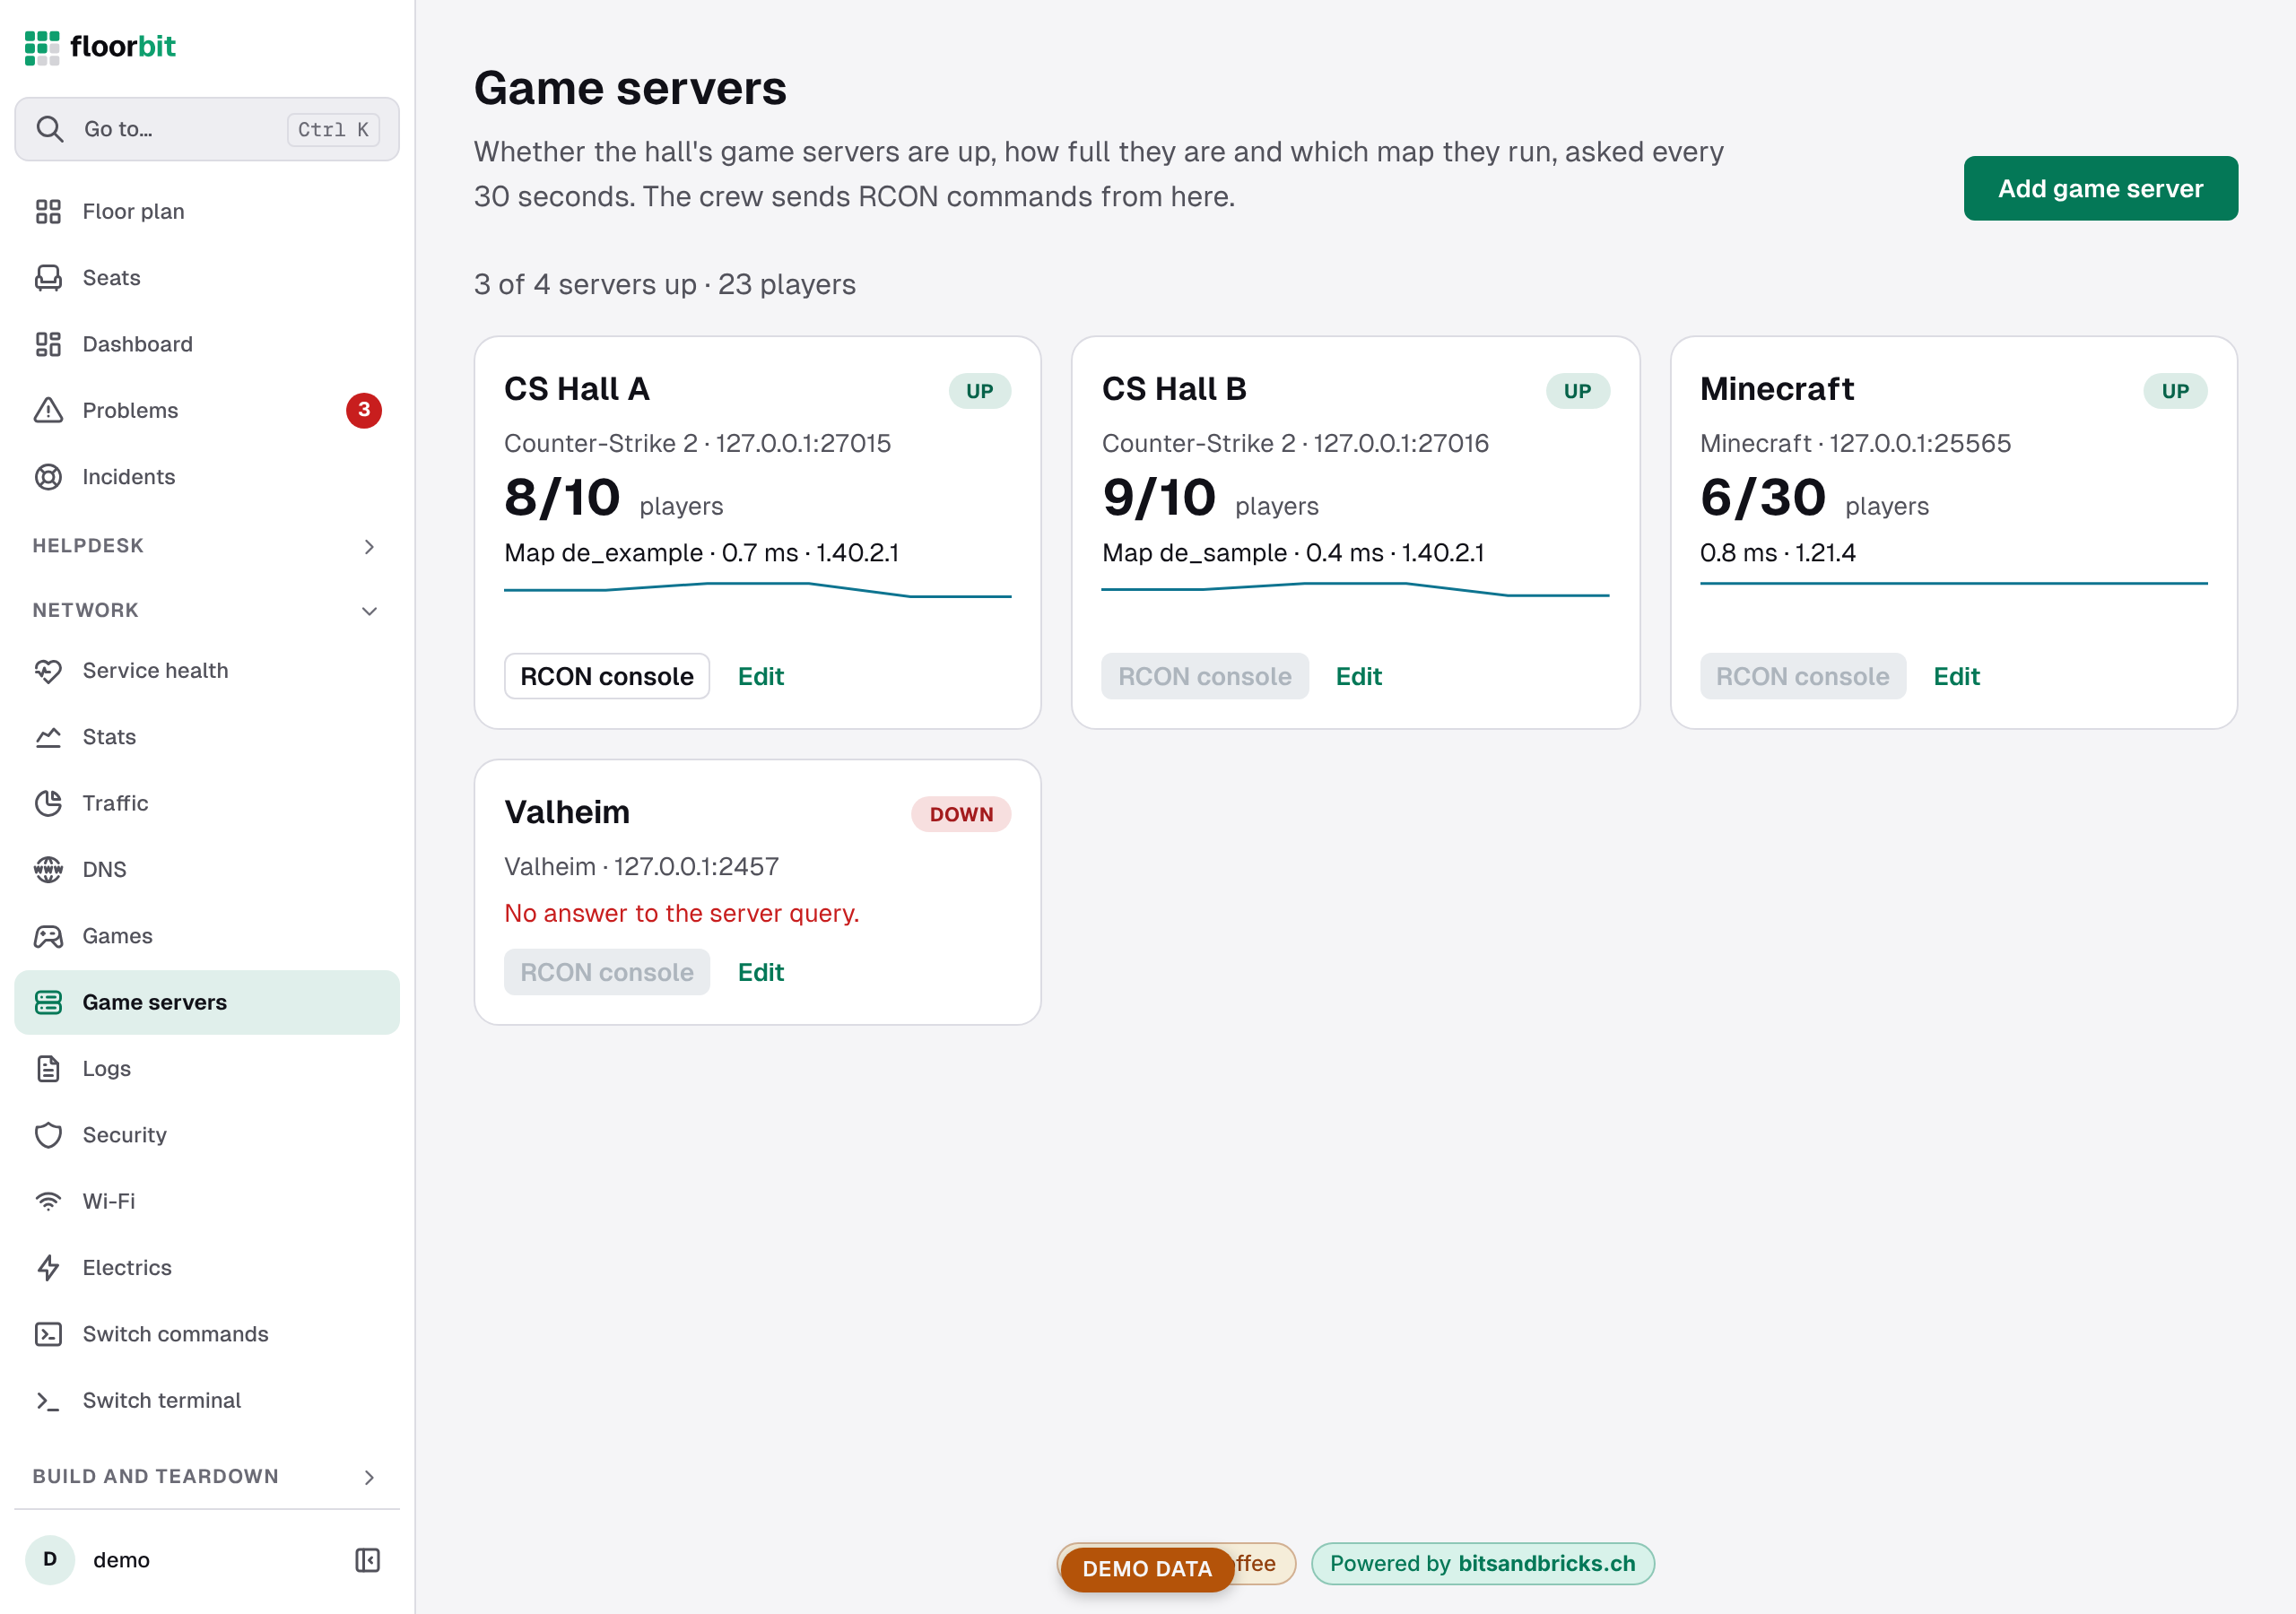 floorbit
Go to...
Ctrl K
Floor plan
Seats
Dashboard
Problems
3
Incidents
HELPDESK
NETWORK
Service health
Stats
Traffic
DNS
Games
Game servers
Logs
Security
Wi-Fi
Electrics
Switch commands
Switch terminal
BUILD AND TEARDOWN
D
demo
Game servers
Whether the hall's game servers are up, how full they are and which map they run, asked every
30 seconds. The crew sends RCON commands from here.
Add game server
3 of 4 servers up · 23 players
CS Hall A
UP
Counter-Strike 2 · 127.0.0.1:27015
8/10 players
Map de_example · 0.7 ms · 1.40.2.1
RCON console
Edit
CS Hall B
UP
Counter-Strike 2 · 127.0.0.1:27016
9/10 players
Map de_sample · 0.4 ms · 1.40.2.1
RCON console
Edit
Minecraft
UP
Minecraft · 127.0.0.1:25565
6/30 players
0.8 ms · 1.21.4
RCON console
Edit
Valheim
DOWN
Valheim · 127.0.0.1:2457
No answer to the server query.
RCON console
Edit
DEMO DATA
Powered by bitsandbricks.ch